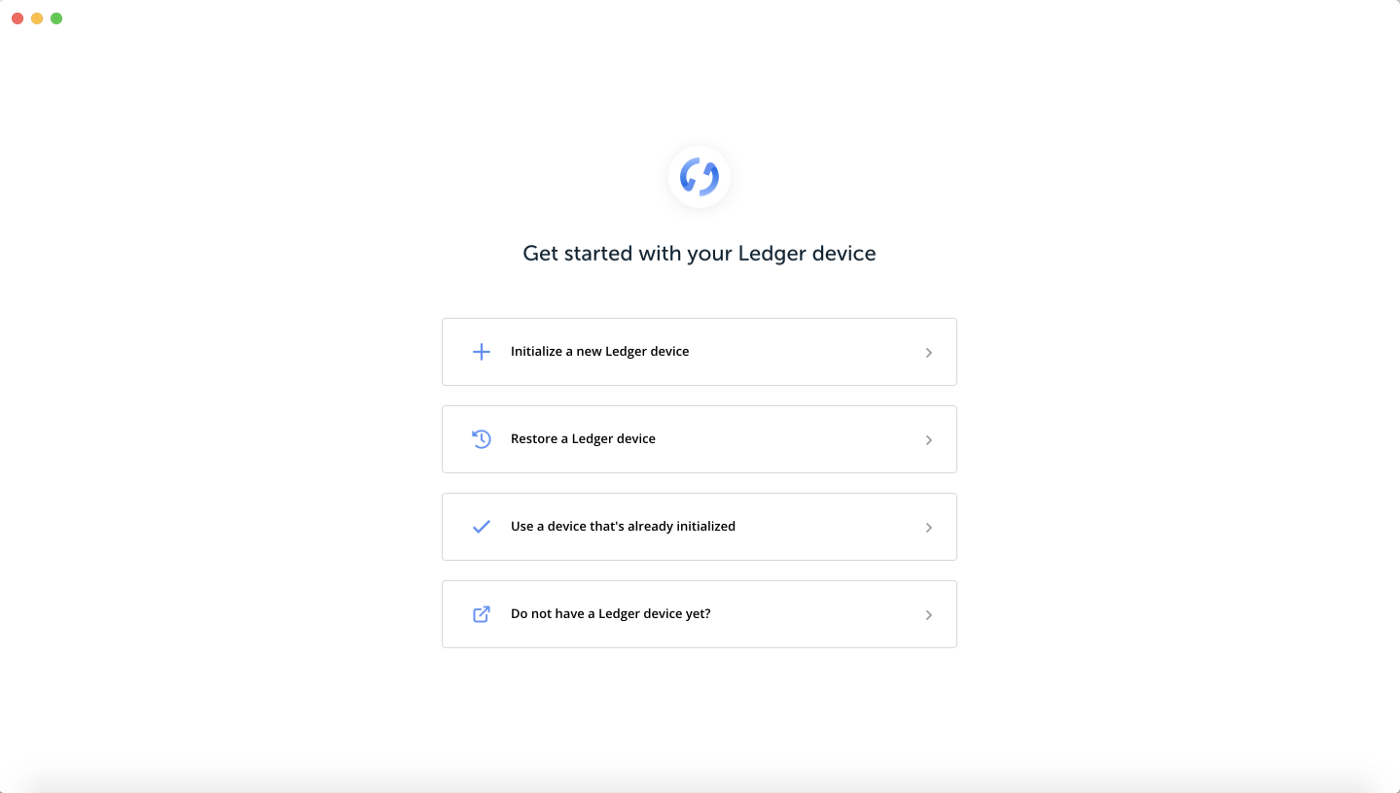 Get started with your Ledger device
Initialize a new Ledger device
Restore a Ledger device
Use a device that's already initialized
Do not have a Ledger device yet?